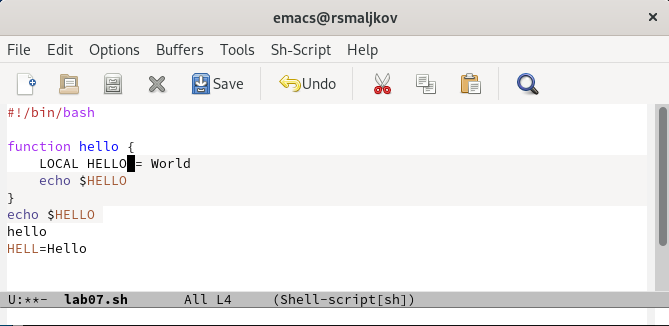 emacs@rsmaljkov
File Edit Options Buffers Tools Sh-Script Help
Save Undo
#!/bin/bash
function hello {
    LOCAL HELLO = World
    echo $HELLO
}
echo $HELLO
hello
HELL=Hello
U:**- lab07.sh All L4 (Shell-script[sh])